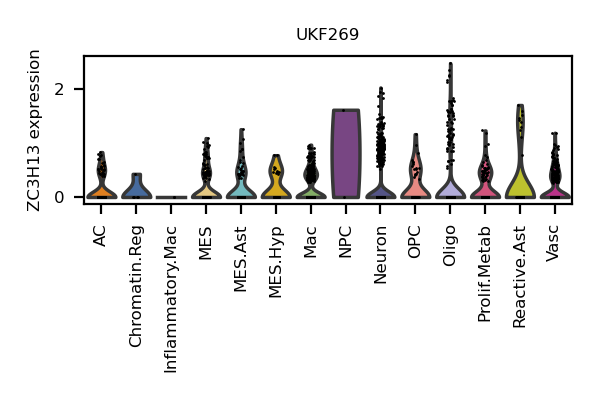 UKF269
ZC3H13 expression
2
0
AC
Chromatin.Reg
Inflammatory.Mac
MES
MES.Ast
MES.Hyp
Mac
NPC
Neuron
OPC
Oligo
Prolif.Metab
Reactive.Ast
Vasc